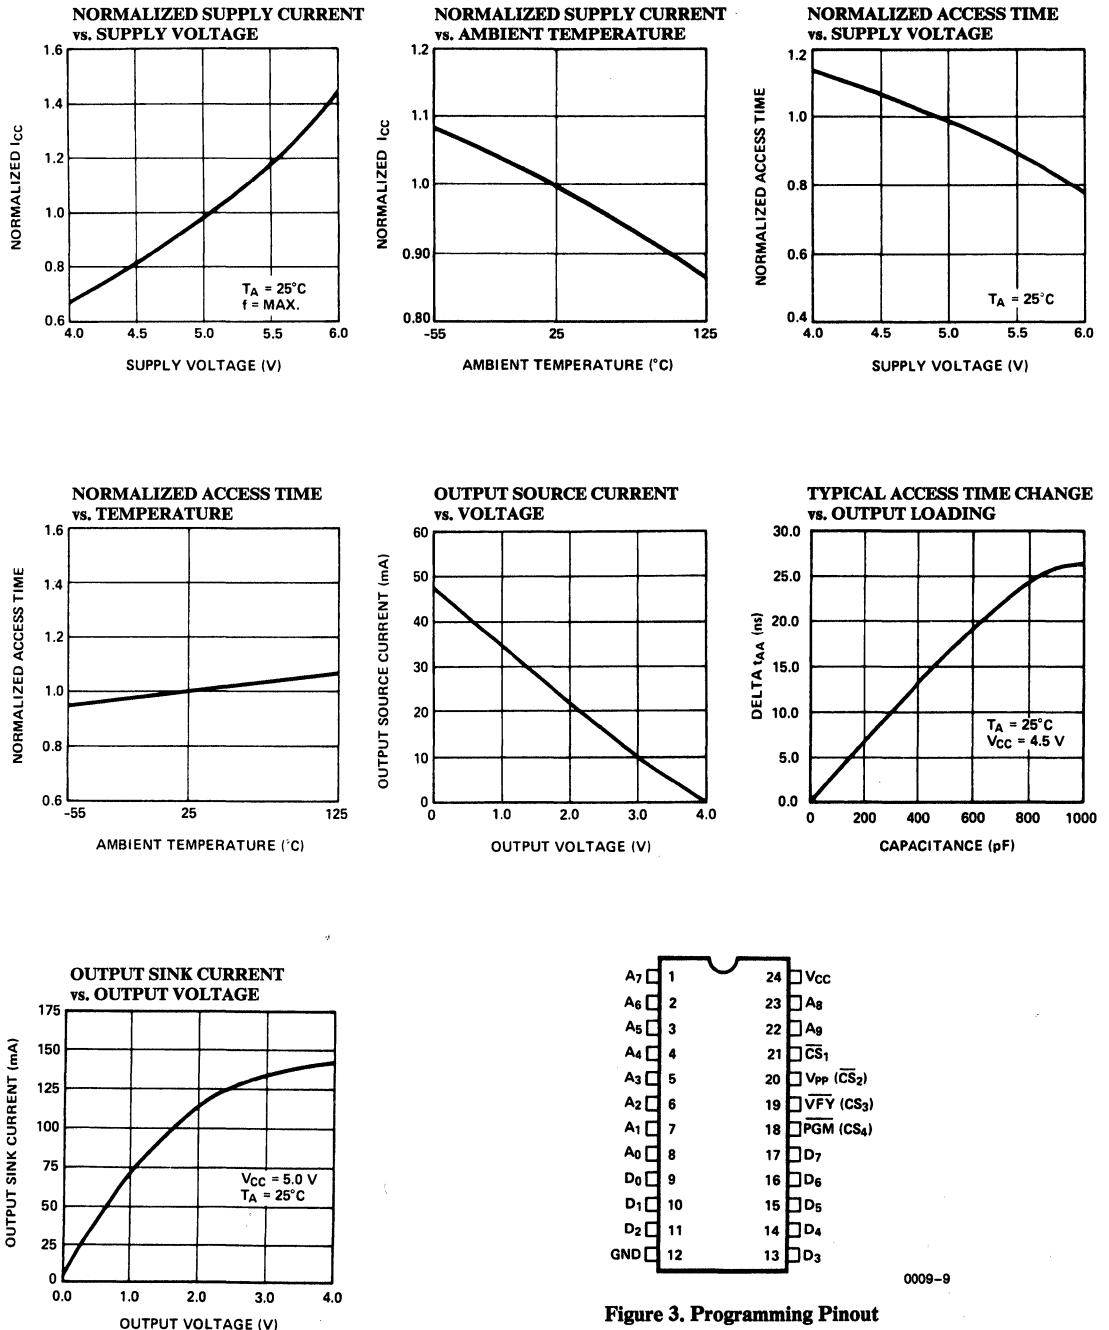 NORMALIZED SUPPLY CURRENT
vs. SUPPLY VOLTAGE
1.6
1.4
1.2
1.0
0.8
0.6
NORMALIZED ICC
TA = 25°C
f = MAX.
4.0 4.5 5.0 5.5 6.0
SUPPLY VOLTAGE (V)
NORMALIZED SUPPLY CURRENT
vs. AMBIENT TEMPERATURE
1.2
1.1
1.0
0.90
0.80
NORMALIZED ICC
-55 25 125
AMBIENT TEMPERATURE (°C)
NORMALIZED ACCESS TIME
vs. SUPPLY VOLTAGE
1.2
1.0
0.8
0.6
0.4
NORMALIZED ACCESS TIME
TA = 25°C
4.0 4.5 5.0 5.5 6.0
SUPPLY VOLTAGE (V)
NORMALIZED ACCESS TIME
vs. TEMPERATURE
1.6
1.4
1.2
1.0
0.8
0.6
NORMALIZED ACCESS TIME
-55 25 125
AMBIENT TEMPERATURE (°C)
OUTPUT SOURCE CURRENT
vs. VOLTAGE
60
50
40
30
20
10
0
OUTPUT SOURCE CURRENT (mA)
0 1.0 2.0 3.0 4.0
OUTPUT VOLTAGE (V)
TYPICAL ACCESS TIME CHANGE
vs. OUTPUT LOADING
30.0
25.0
20.0
15.0
10.0
5.0
0.0
DELTA tAA (ns)
TA = 25°C
VCC = 4.5 V
0 200 400 600 800 1000
CAPACITANCE (pF)
OUTPUT SINK CURRENT
vs. OUTPUT VOLTAGE
175
150
125
100
75
50
25
0
OUTPUT SINK CURRENT (mA)
VCC = 5.0 V
TA = 25°C
0.0 1.0 2.0 3.0 4.0
OUTPUT VOLTAGE (V)
A7 1 24 VCC
A6 2 23 A8
A5 3 22 A9
A4 4 21 C̅S̅1
A3 5 20 VPP (C̅S̅2)
A2 6 19 V̅F̅Y̅ (CS3)
A1 7 18 P̅G̅M̅ (CS4)
A0 8 17 D7
D0 9 16 D6
D1 10 15 D5
D2 11 14 D4
GND 12 13 D3
0009-9
Figure 3. Programming Pinout